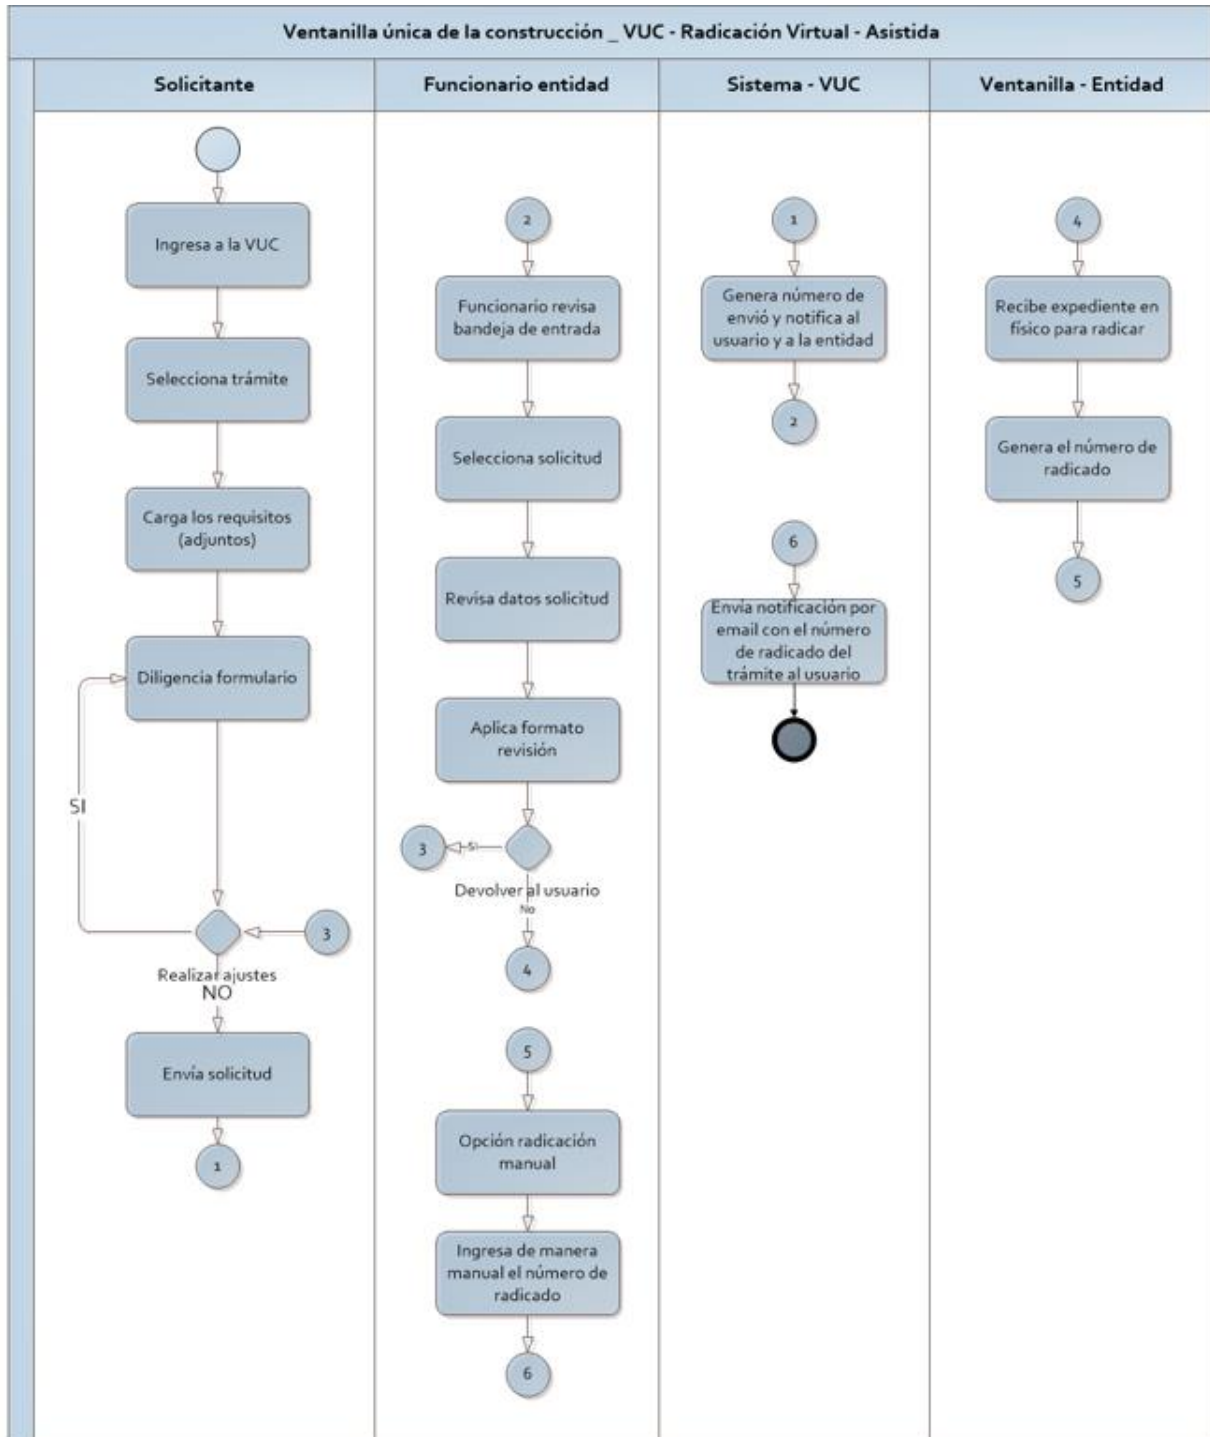 Ventanilla única de la construcción _ VUC - Radicación Virtual - Asistida
Solicitante
Funcionario entidad
Sistema - VUC
Ventanilla - Entidad
Ingresa a la VUC
Selecciona trámite
Carga los requisitos
(adjuntos)
Diligencia formulario
SI
3
Realizar ajustes
NO
Envía solicitud
1
2
Funcionario revisa
bandeja de entrada
Selecciona solicitud
Revisa datos solicitud
Aplica formato
revisión
3
Si
Devolver al usuario
No
4
5
Opción radicación
manual
Ingresa de manera
manual el número de
radicado
6
1
Genera número de
envió y notifica al
usuario y a la entidad
2
6
Envía notificación por
email con el número
de radicado del
trámite al usuario
4
Recibe expediente en
físico para radicar
Genera el número de
radicado
5